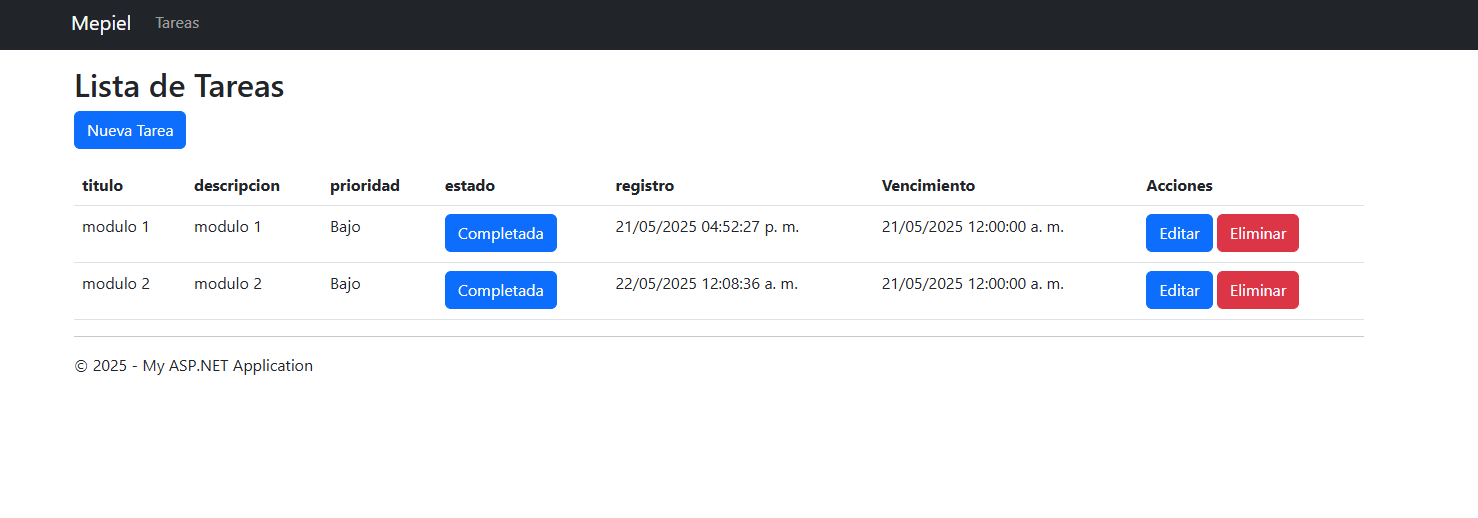 Mepiel Tareas
Lista de Tareas
Nueva Tarea
titulo descripcion prioridad estado registro Vencimiento Acciones
modulo 1 modulo 1 Bajo Completada 21/05/2025 04:52:27 p. m. 21/05/2025 12:00:00 a. m. Editar Eliminar
modulo 2 modulo 2 Bajo Completada 22/05/2025 12:08:36 a. m. 21/05/2025 12:00:00 a. m. Editar Eliminar
© 2025 - My ASP.NET Application